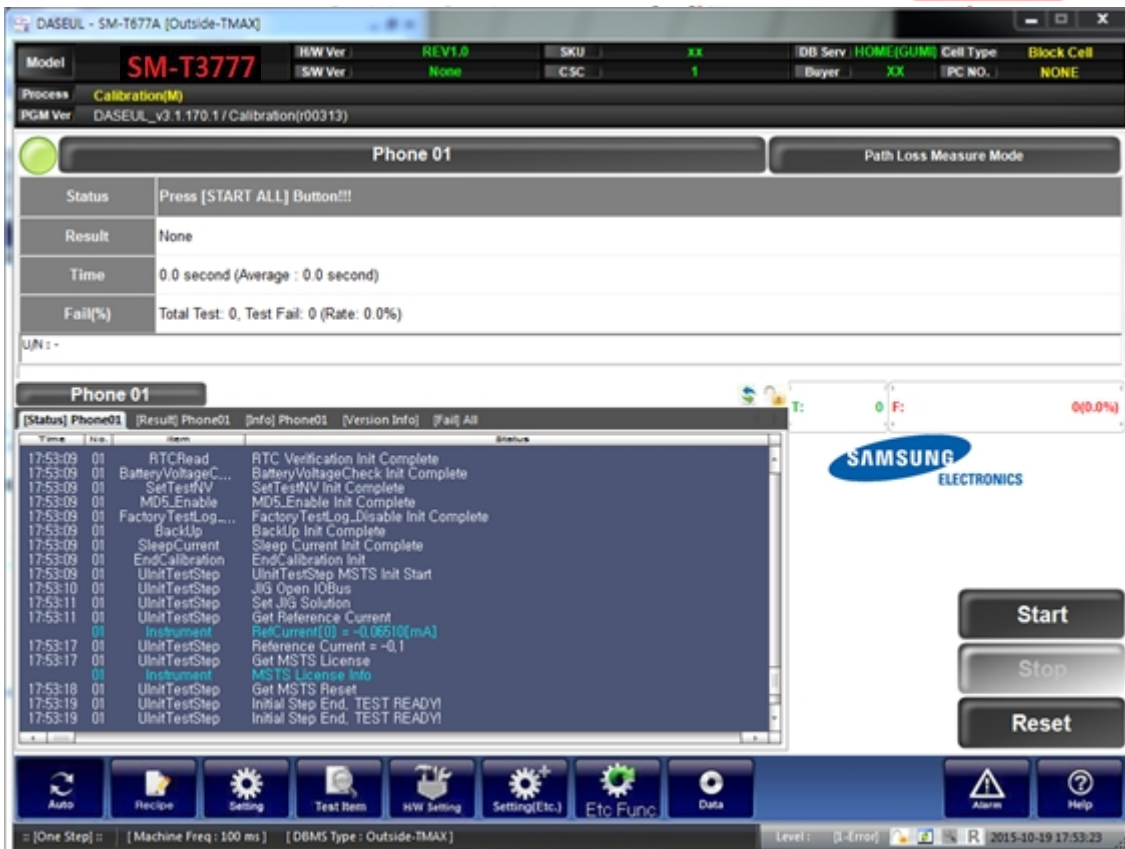 DASEUL - SM-T677A [Outside-TMAX]
Model SM-T3777 H/W Ver REV1.0 SKU xx DB Serv HOME(GUMI) Cell Type Block Cell
S/W Ver None CSC 1 Buyer XX PC NO. NONE
Process Calibration(M)
PGM Ver DASEUL_v3.1.170.1 / Calibration(r00313)
Phone 01 Path Loss Measure Mode
Status Press [START ALL] Button!!!
Result None
Time 0.0 second (Average : 0.0 second)
Fail(%) Total Test: 0, Test Fail: 0 (Rate: 0.0%)
U/N : -
Phone 01
T: 0 F: 0(0.0%)
[Status] Phone01 [Result] Phone01 [Info] Phone01 [Version Info] [Fail] All
Time No. Item Status
17:53:09 01 RTCRead RTC Verification Init Complete
17:53:09 01 BatteryVoltageC... BatteryVoltageCheck Init Complete
17:53:09 01 SetTestNV SetTestNV Init Complete
17:53:09 01 MD5_Enable MD5_Enable Init Complete
17:53:09 01 FactoryTestLog_... FactoryTestLog_Disable Init Complete
17:53:09 01 BackUp BackUp Init Complete
17:53:09 01 SleepCurrent Sleep Current Init Complete
17:53:09 01 EndCalibration EndCalibration Init
17:53:09 01 UInitTestStep UInitTestStep MSTS Init Start
17:53:10 01 UInitTestStep JIG Open IOBus
17:53:11 01 UInitTestStep Set JIG Solution
17:53:11 01 UInitTestStep Get Reference Current
01 Instrument RefCurrent[0] = -0.06510[mA]
17:53:17 01 UInitTestStep Reference Current = -0.1
17:53:17 01 UInitTestStep Get MSTS License
01 Instrument MSTS License Info
17:53:18 01 UInitTestStep Get MSTS Reset
17:53:19 01 UInitTestStep Initial Step End, TEST READY!
17:53:19 01 UInitTestStep Initial Step End, TEST READY!
SAMSUNG
ELECTRONICS
Start
Stop
Reset
Auto Recipe Setting Test Item H/W Setting Setting(Etc.) Etc Func Data Alarm Help
:: [One Step] :: [ Machine Freq : 100 ms ] [ DBMS Type : Outside-TMAX ] Level : [1-Error] R 2015-10-19 17:53:23